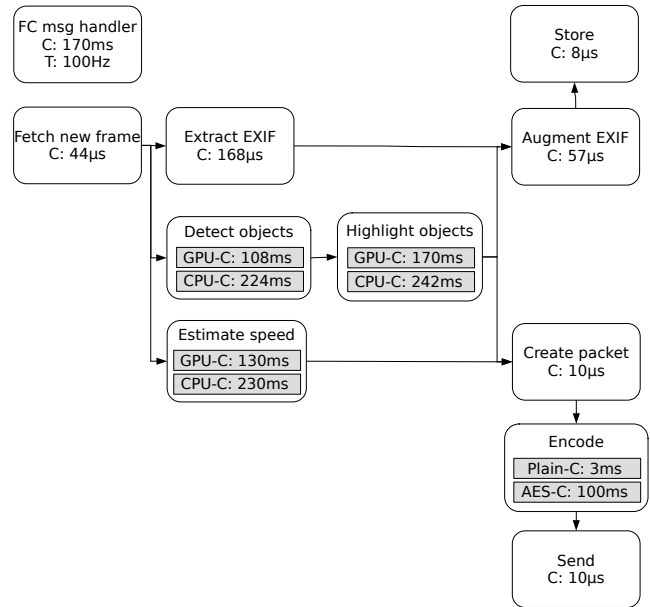 FC msg handler
C: 170ms
T: 100Hz
Store
C: 8µs
Fetch new frame
C: 44µs
Extract EXIF
C: 168µs
Augment EXIF
C: 57µs
Detect objects
GPU-C: 108ms
CPU-C: 224ms
Highlight objects
GPU-C: 170ms
CPU-C: 242ms
Estimate speed
GPU-C: 130ms
CPU-C: 230ms
Create packet
C: 10µs
Encode
Plain-C: 3ms
AES-C: 100ms
Send
C: 10µs